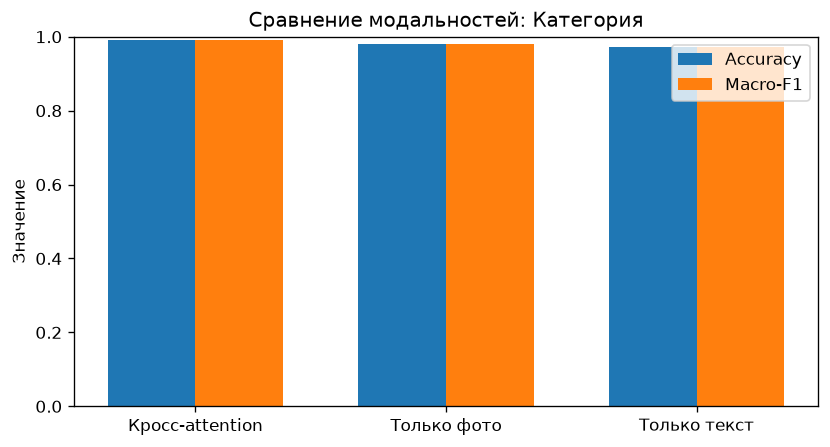 Сравнение модальностей: Категория
Accuracy
Macro-F1
Значение
1.0
0.8
0.6
0.4
0.2
0.0
Кросс-attention
Только фото
Только текст